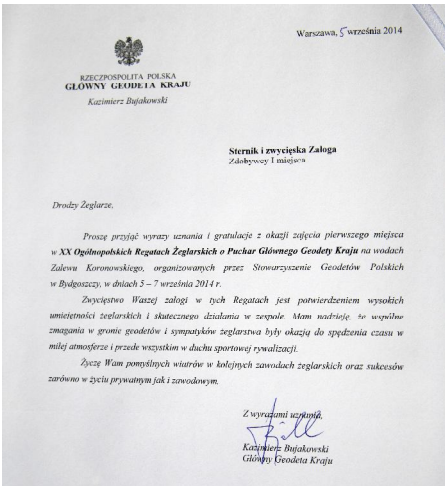 Warszawa, 5 września 2014
RZECZPOSPOLITA POLSKA
GŁÓWNY GEODETA KRAJU
Kazimierz Bujakowski
Sternik i zwycięska Załoga
Zdobywcy I miejsca
Drodzy Żeglarze,
Proszę przyjąć wyrazy uznania i gratulacje z okazji zajęcia pierwszego miejsca
w XX Ogólnopolskich Regatach Żeglarskich o Puchar Głównego Geodety Kraju na wodach
Zalewu Koronowskiego, organizowanych przez Stowarzyszenie Geodetów Polskich
w Bydgoszczy, w dniach 5 – 7 września 2014 r.
Zwycięstwo Waszej załogi w tych Regatach jest potwierdzeniem wysokich
umiejętności żeglarskich i skutecznego działania w zespole. Mam nadzieję, że wspólne
zmagania w gronie geodetów i sympatyków żeglarstwa były okazją do spędzenia czasu w
miłej atmosferze i przede wszystkim w duchu sportowej rywalizacji.
Życzę Wam pomyślnych wiatrów w kolejnych zawodach żeglarskich oraz sukcesów
zarówno w życiu prywatnym jak i zawodowym.
Z wyrazami uznania,
Kazimierz Bujakowski
Główny Geodeta Kraju